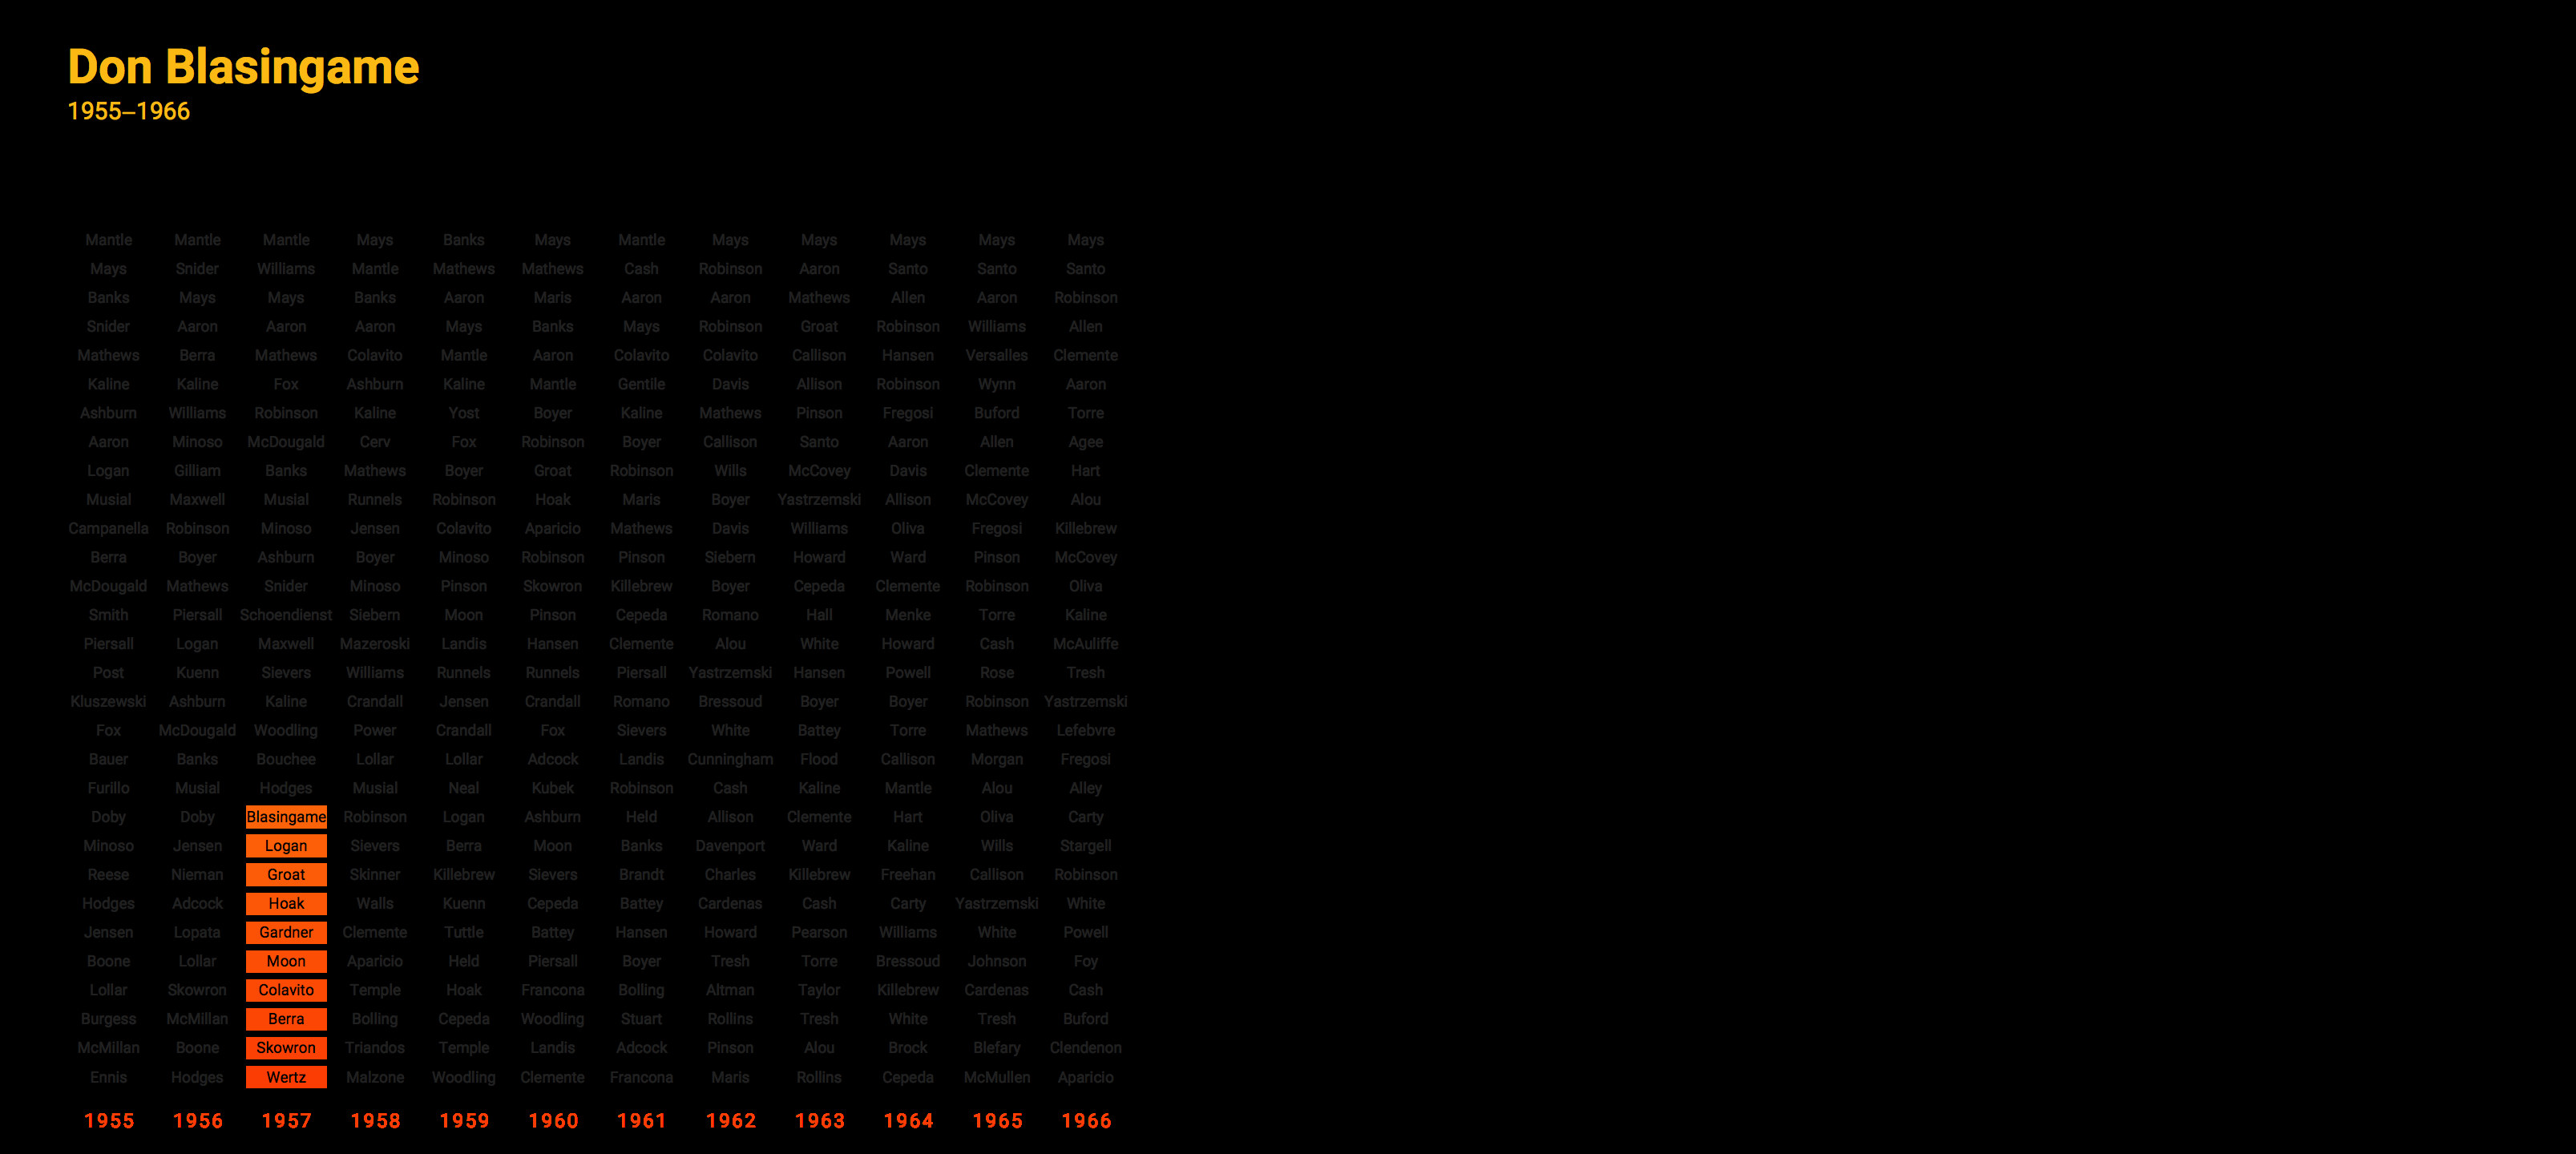 Don Blasingame
1955–1966
Mantle Mantle Mantle Mays Banks Mays Mantle Mays Mays Mays Mays Mays
Mays Snider Williams Mantle Mathews Mathews Cash Robinson Aaron Santo Santo Santo
Banks Mays Mays Banks Aaron Maris Aaron Aaron Mathews Allen Aaron Robinson
Snider Aaron Aaron Aaron Mays Banks Mays Robinson Groat Robinson Williams Allen
Mathews Berra Mathews Colavito Mantle Aaron Colavito Colavito Callison Hansen Versalles Clemente
Kaline Kaline Fox Ashburn Kaline Mantle Gentile Davis Allison Robinson Wynn Aaron
Ashburn Williams Robinson Kaline Yost Boyer Kaline Mathews Pinson Fregosi Buford Torre
Aaron Minoso McDougald Cerv Fox Robinson Boyer Callison Santo Aaron Allen Agee
Logan Gilliam Banks Mathews Boyer Groat Robinson Wills McCovey Davis Clemente Hart
Musial Maxwell Musial Runnels Robinson Hoak Maris Boyer Yastrzemski Allison McCovey Alou
Campanella Robinson Minoso Jensen Colavito Aparicio Mathews Davis Williams Oliva Fregosi Killebrew
Berra Boyer Ashburn Boyer Minoso Robinson Pinson Siebern Howard Ward Pinson McCovey
McDougald Mathews Snider Minoso Pinson Skowron Killebrew Boyer Cepeda Clemente Robinson Oliva
Smith Piersall Schoendienst Siebern Moon Pinson Cepeda Romano Hall Menke Torre Kaline
Piersall Logan Maxwell Mazeroski Landis Hansen Clemente Alou White Howard Cash McAuliffe
Post Kuenn Sievers Williams Runnels Runnels Piersall Yastrzemski Hansen Powell Rose Tresh
Kluszewski Ashburn Kaline Crandall Jensen Crandall Romano Bressoud Boyer Boyer Robinson Yastrzemski
Fox McDougald Woodling Power Crandall Fox Sievers White Battey Torre Mathews Lefebvre
Bauer Banks Bouchee Lollar Lollar Adcock Landis Cunningham Flood Callison Morgan Fregosi
Furillo Musial Hodges Musial Neal Kubek Robinson Cash Kaline Mantle Alou Alley
Doby Doby Blasingame Robinson Logan Ashburn Held Allison Clemente Hart Oliva Carty
Minoso Jensen Logan Sievers Berra Moon Banks Davenport Ward Kaline Wills Stargell
Reese Nieman Groat Skinner Killebrew Sievers Brandt Charles Killebrew Freehan Callison Robinson
Hodges Adcock Hoak Walls Kuenn Cepeda Battey Cardenas Cash Carty Yastrzemski White
Jensen Lopata Gardner Clemente Tuttle Battey Hansen Howard Pearson Williams White Powell
Boone Lollar Moon Aparicio Held Piersall Boyer Tresh Torre Bressoud Johnson Foy
Lollar Skowron Colavito Temple Hoak Francona Bolling Altman Taylor Killebrew Cardenas Cash
Burgess McMillan Berra Bolling Cepeda Woodling Stuart Rollins Tresh White Tresh Buford
McMillan Boone Skowron Triandos Temple Landis Adcock Pinson Alou Brock Blefary Clendenon
Ennis Hodges Wertz Malzone Woodling Clemente Francona Maris Rollins Cepeda McMullen Aparicio
1955 1956 1957 1958 1959 1960 1961 1962 1963 1964 1965 1966